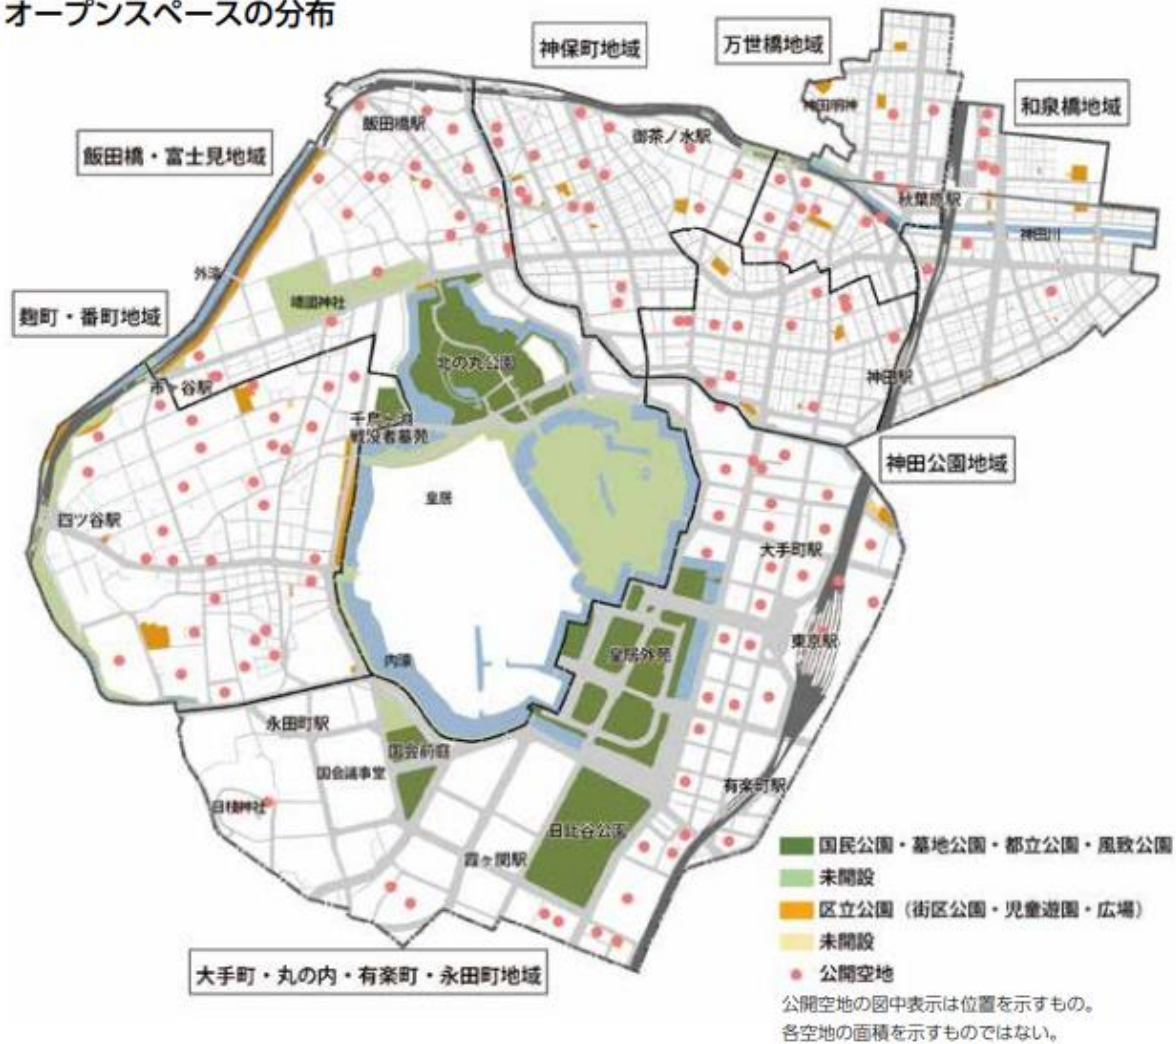 オープンスペースの分布
神保町地域
万世橋地域
和泉橋地域
飯田橋・富士見地域
麹町・番町地域
神田公園地域
大手町・丸の内・有楽町・永田町地域
飯田橋駅
御茶ノ水駅
神田明神
秋葉原駅
神田川
外濠
靖國神社
北の丸公園
市ヶ谷駅
千鳥ヶ淵
戦没者墓苑
神田駅
皇居
四ツ谷駅
大手町駅
東京駅
皇居外苑
内濠
永田町駅
国会前庭
国会議事堂
日枝神社
有楽町駅
日比谷公園
霞ヶ関駅
国民公園・墓地公園・都立公園・風致公園
未開設
区立公園（街区公園・児童遊園・広場）
未開設
公開空地
公開空地の図中表示は位置を示すもの。
各空地の面積を示すものではない。